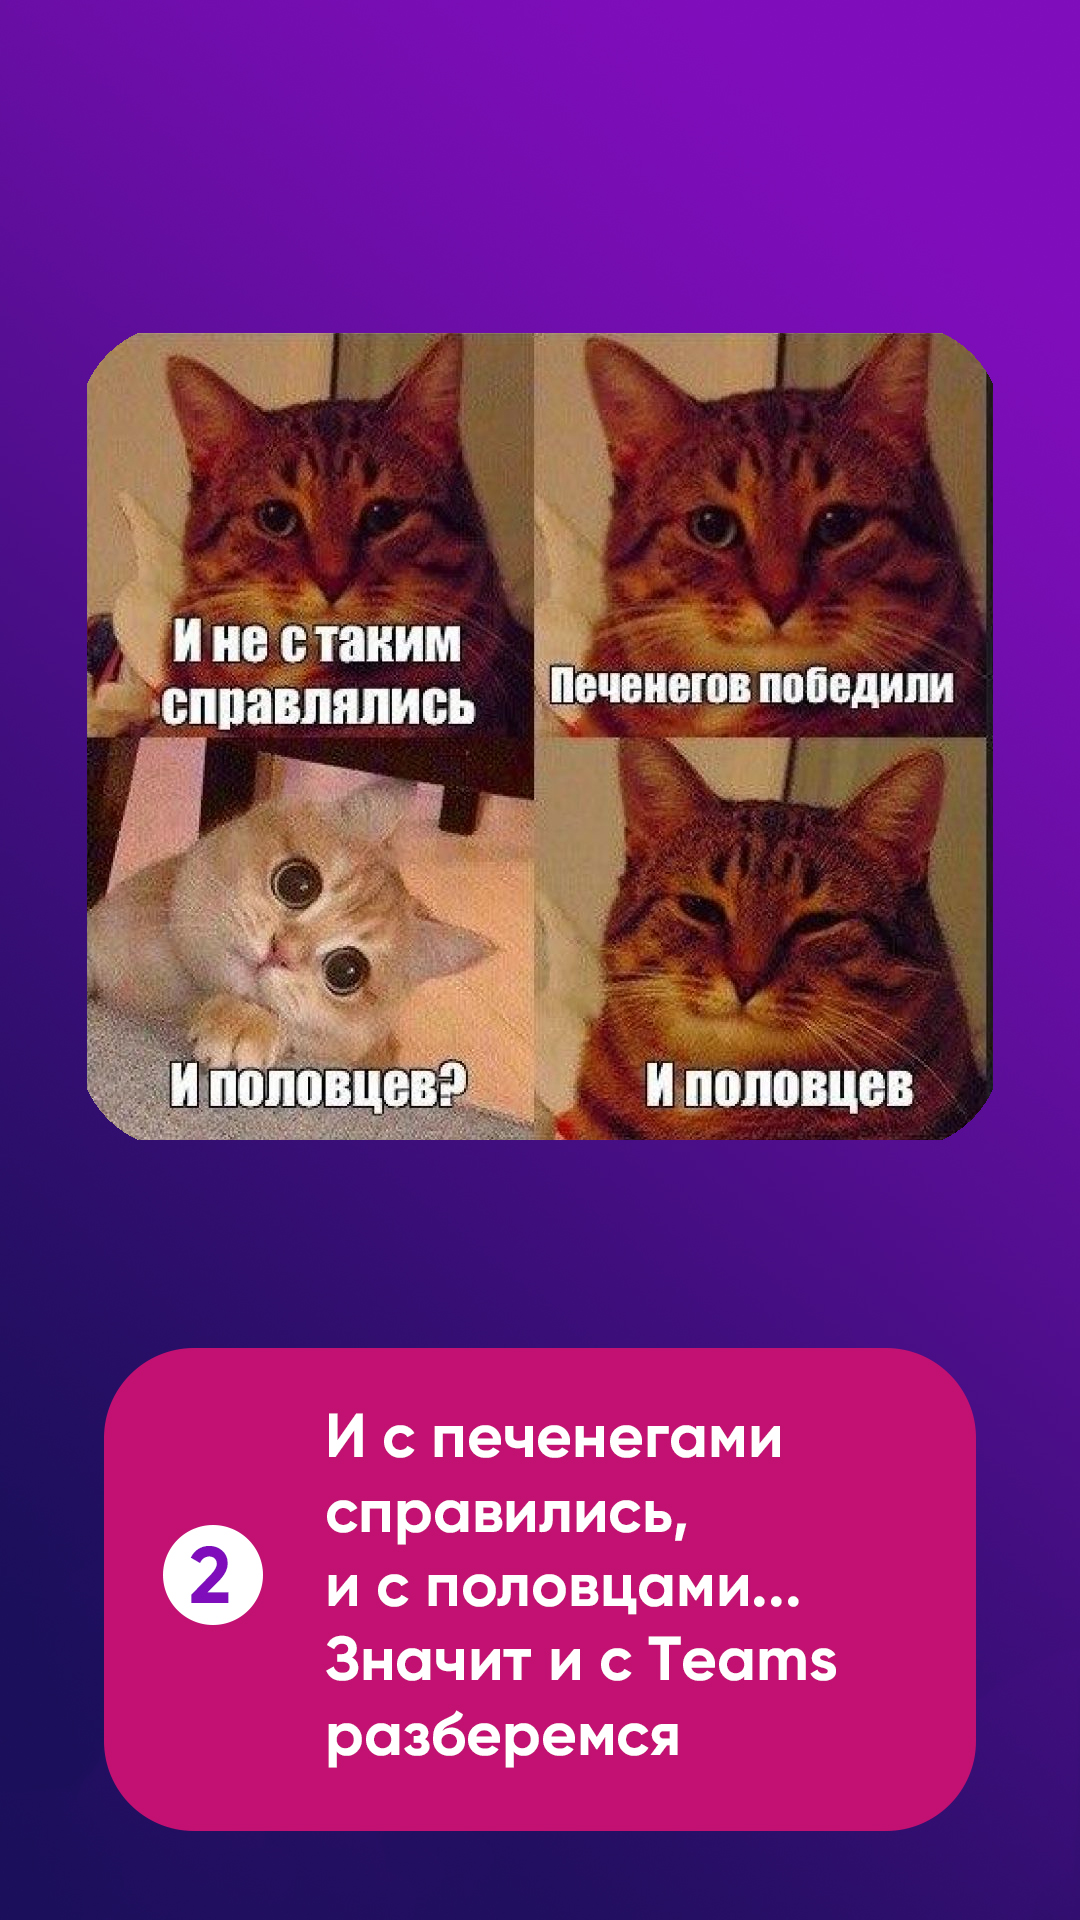 И не с таким
справлялись
Печенегов победили
И половцев?
И половцев
2
И с печенегами
справились,
и с половцами...
Значит и с Teams
разберемся